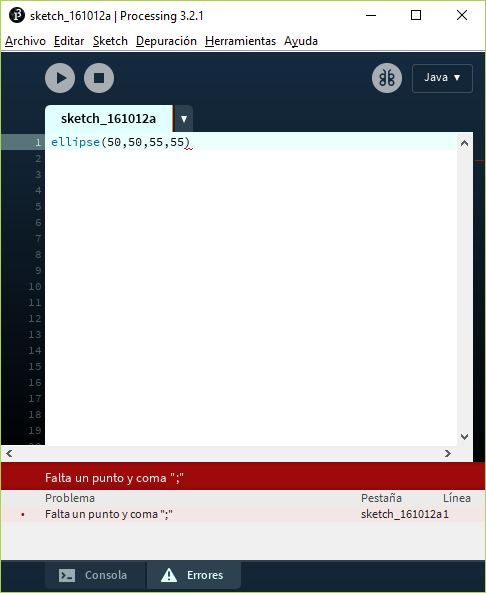 sketch_161012a | Processing 3.2.1
Archivo Editar Sketch Depuración Herramientas Ayuda
Java ▼
sketch_161012a ▼
1 ellipse(50,50,55,55)
2
3
4
5
6
7
8
9
10
11
12
13
14
15
16
17
18
19
Falta un punto y coma ";"
Problema Pestaña Línea
• Falta un punto y coma ";" sketch_161012a 1
>_ Consola Errores